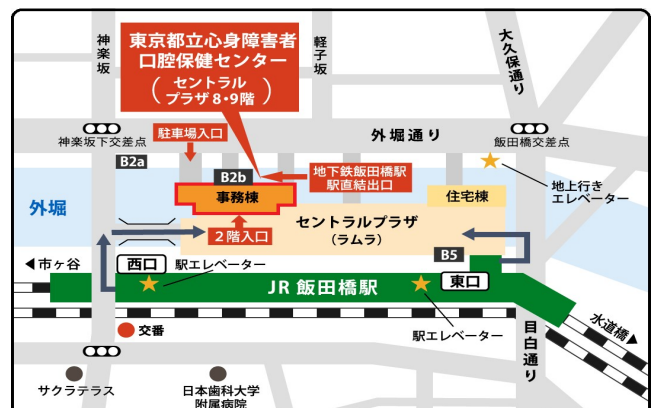 神楽坂
東京都立心身障害者
口腔保健センター
(セントラル
プラザ8・9階)
軽子坂
大久保通り
神楽坂下交差点
駐車場入口
外堀通り
飯田橋交差点
B2a
B2b
地下鉄飯田橋駅
駅直結出口
地上行き
エレベーター
外堀
事務棟
住宅棟
2階入口
セントラルプラザ
(ラムラ)
B5
市ヶ谷
西口
駅エレベーター
JR 飯田橋駅
東口
交番
駅エレベーター
目白通り
水道橋
サクラテラス
日本歯科大学
附属病院